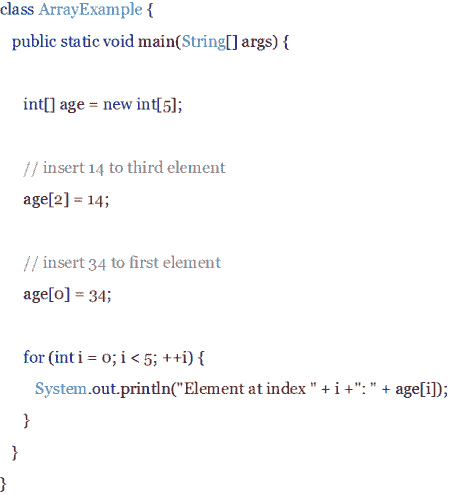 class ArrayExample {
public static void main(String[] args) {
int[] age = new int[5];
// insert 14 to third element
age[2] = 14;
// insert 34 to first element
age[0] = 34;
for (int i = 0; i < 5; ++i) {
System.out.println("Element at index " + i +": " + age[i]);
}
}
}